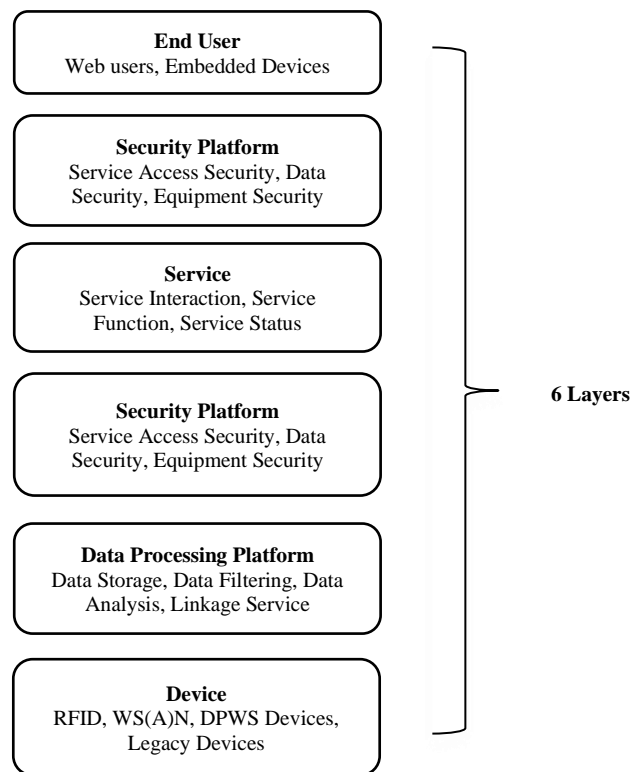 End User
Web users, Embedded Devices
Security Platform
Service Access Security, Data
Security, Equipment Security
Service
Service Interaction, Service
Function, Service Status
Security Platform
Service Access Security, Data
Security, Equipment Security
Data Processing Platform
Data Storage, Data Filtering, Data
Analysis, Linkage Service
Device
RFID, WS(A)N, DPWS Devices,
Legacy Devices
6 Layers